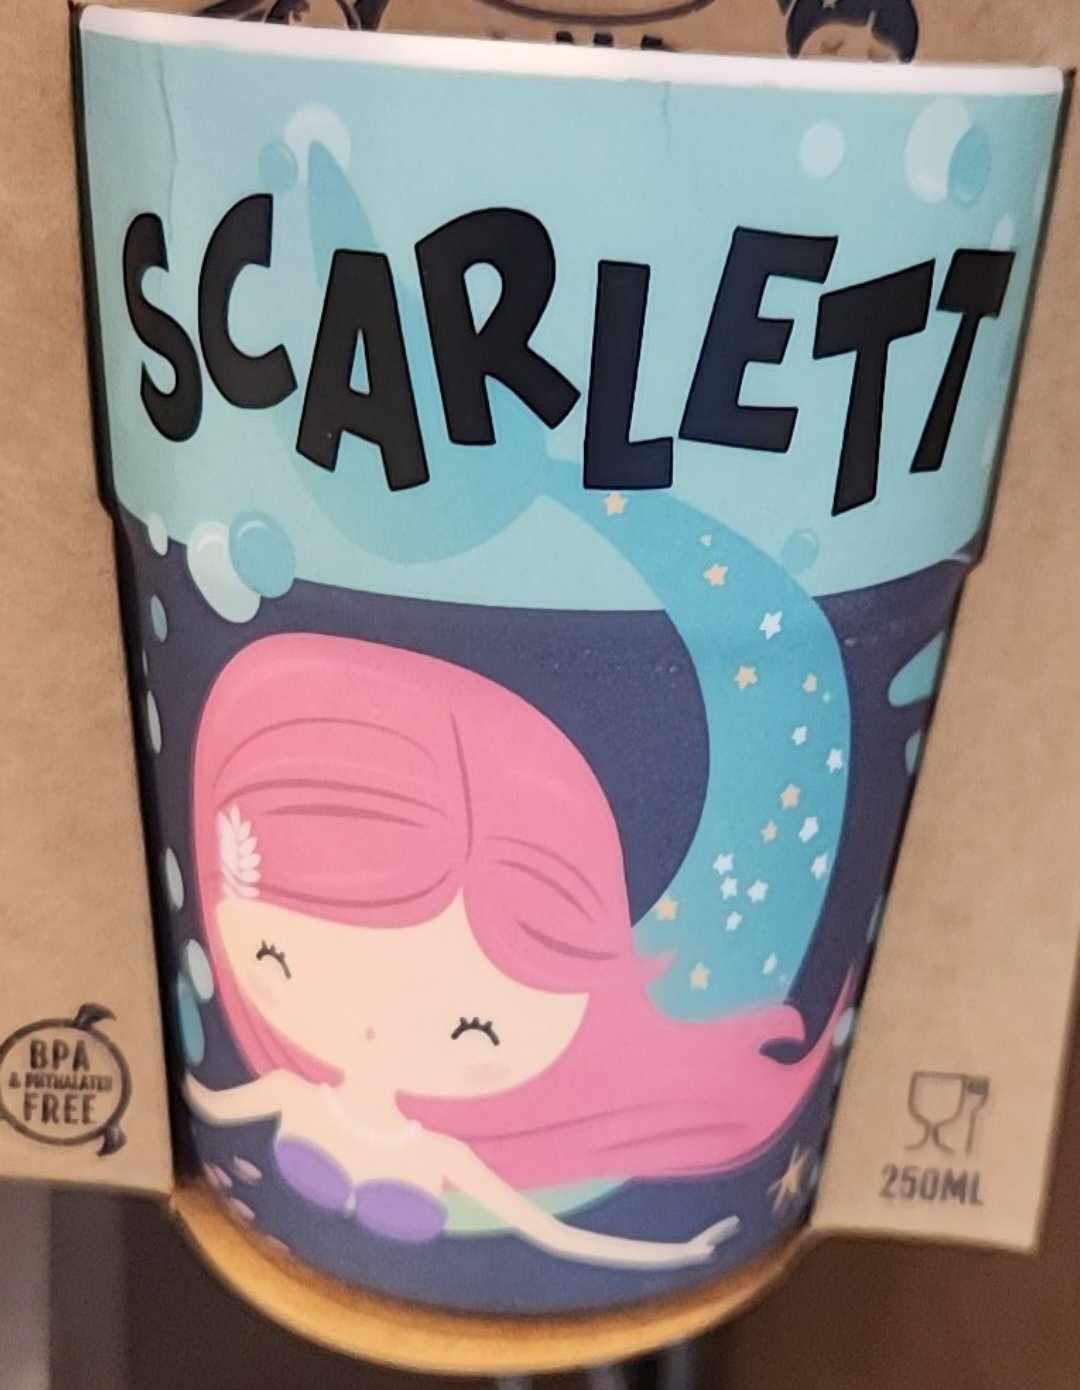 SCARLETT
BPA
& PHTHALATES
FREE
250ML